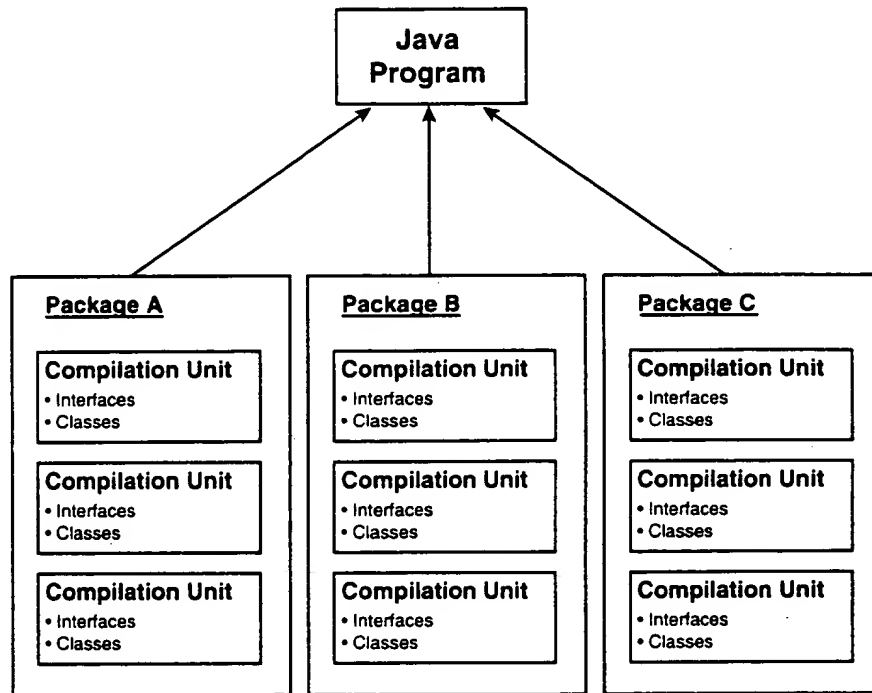 Java
Program
Package A
Compilation Unit
• Interfaces
• Classes
Compilation Unit
• Interfaces
• Classes
Compilation Unit
• Interfaces
• Classes
Package B
Compilation Unit
• Interfaces
• Classes
Compilation Unit
• Interfaces
• Classes
Compilation Unit
• Interfaces
• Classes
Package C
Compilation Unit
• Interfaces
• Classes
Compilation Unit
• Interfaces
• Classes
Compilation Unit
• Interfaces
• Classes